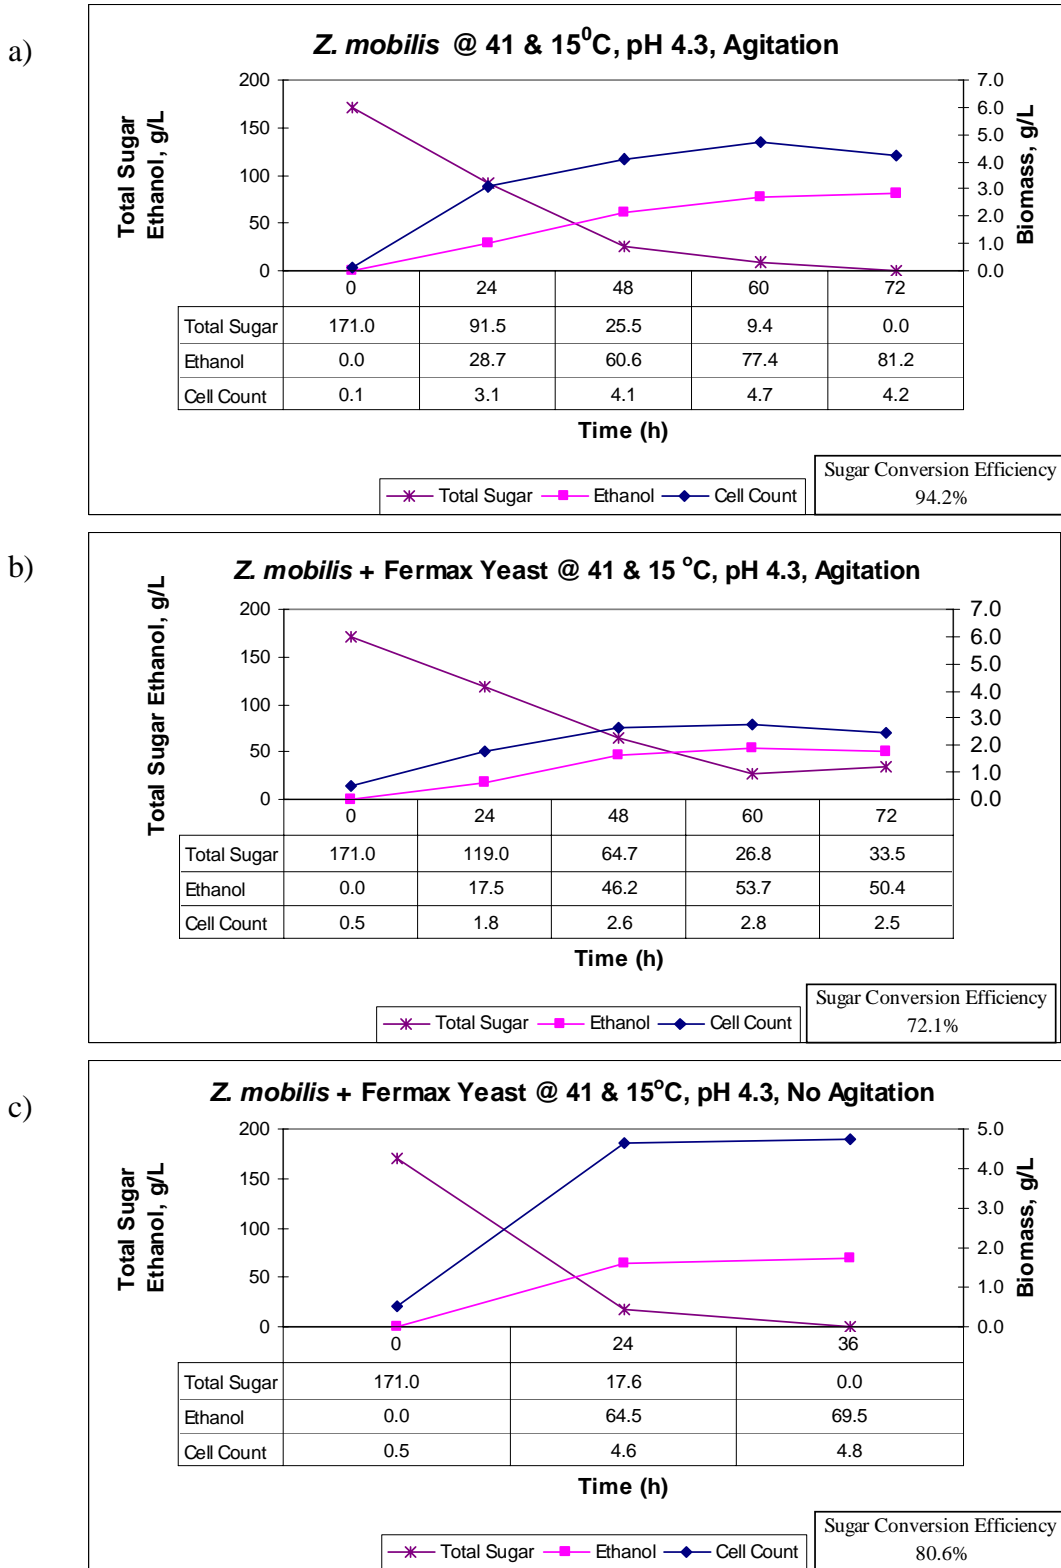 a)
Z. mobilis @ 41 & 15⁰C, pH 4.3, Agitation
Total Sugar
Ethanol, g/L
200
150
100
50
0
7.0
6.0
5.0
4.0
3.0
2.0
1.0
0.0
Biomass, g/L
0 24 48 60 72
Total Sugar 171.0 91.5 25.5 9.4 0.0
Ethanol 0.0 28.7 60.6 77.4 81.2
Cell Count 0.1 3.1 4.1 4.7 4.2
Time (h)
Total Sugar Ethanol Cell Count
Sugar Conversion Efficiency
94.2%
b)
Z. mobilis + Fermax Yeast @ 41 & 15 ºC, pH 4.3, Agitation
Total Sugar Ethanol, g/L
200
150
100
50
0
7.0
6.0
5.0
4.0
3.0
2.0
1.0
0.0
0 24 48 60 72
Total Sugar 171.0 119.0 64.7 26.8 33.5
Ethanol 0.0 17.5 46.2 53.7 50.4
Cell Count 0.5 1.8 2.6 2.8 2.5
Time (h)
Total Sugar Ethanol Cell Count
Sugar Conversion Efficiency
72.1%
c)
Z. mobilis + Fermax Yeast @ 41 & 15ºC, pH 4.3, No Agitation
Total Sugar
Ethanol, g/L
200
150
100
50
0
5.0
4.0
3.0
2.0
1.0
0.0
Biomass, g/L
0 24 36
Total Sugar 171.0 17.6 0.0
Ethanol 0.0 64.5 69.5
Cell Count 0.5 4.6 4.8
Time (h)
Total Sugar Ethanol Cell Count
Sugar Conversion Efficiency
80.6%